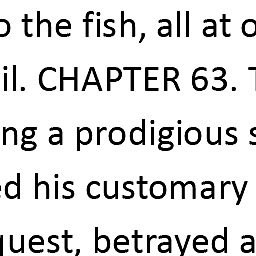 o the fish, all at o
il. CHAPTER 63. T
ng a prodigious s
ed his customary
quest, betrayed a